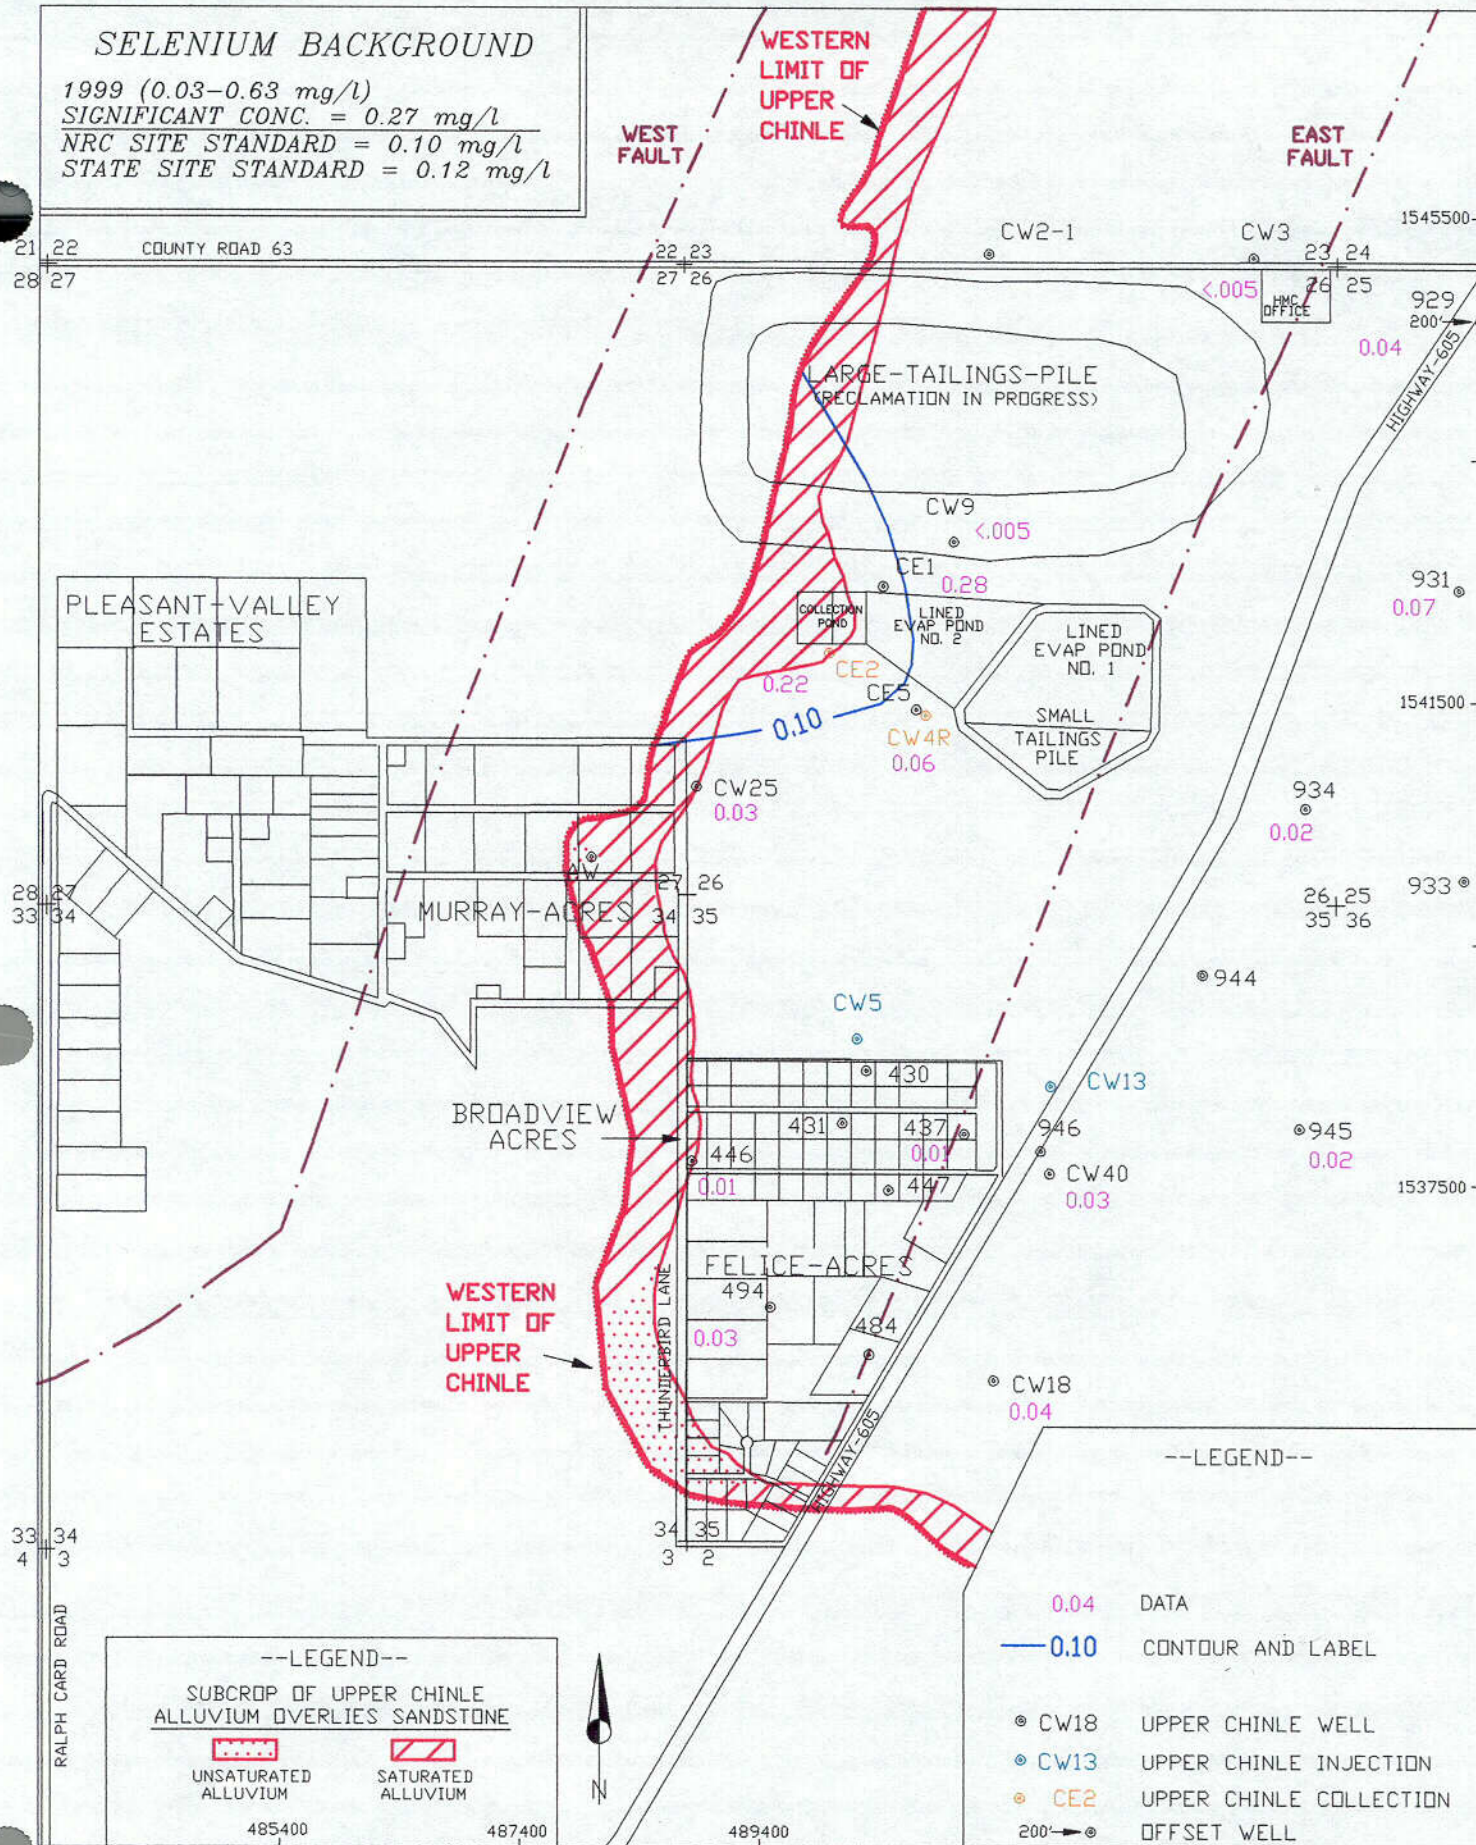 SELENIUM BACKGROUND
1999 (0.03-0.63 mg/l)
SIGNIFICANT CONC. = 0.27 mg/l
NRC SITE STANDARD = 0.10 mg/l
STATE SITE STANDARD = 0.12 mg/l
WESTERN
LIMIT OF
UPPER
CHINLE
WEST
FAULT
EAST
FAULT
1545500
21 22
28 27
COUNTY ROAD 63
22 23
27 26
CW2-1
CW3
<.005
23 24
26 25
HMC
OFFICE
929
200'
0.04
HIGHWAY-605
LARGE-TAILINGS-PILE
(RECLAMATION IN PROGRESS)
CW9
<.005
CE1
0.28
931
0.07
PLEASANT-VALLEY
ESTATES
COLLECTION
POND
LINED
EVAP POND
NO. 2
LINED
EVAP POND
NO. 1
CE2
0.22
CE5
1541500
0.10
CW4R
0.06
SMALL
TAILINGS
PILE
CW25
0.03
934
0.02
AW
28 27
33 34
27 26
34 35
MURRAY-ACRES
26 25
35 36
933
944
CW5
430
CW13
BROADVIEW
ACRES
431
437
0.01
946
945
0.02
446
0.01
447
CW40
0.03
1537500
FELICE-ACRES
THUNDERBIRD LANE
494
0.03
484
WESTERN
LIMIT OF
UPPER
CHINLE
CW18
0.04
HIGHWAY-605
33 34
4 3
34 35
3 2
RALPH CARD ROAD
--LEGEND--
SUBCROP OF UPPER CHINLE
ALLUVIUM OVERLIES SANDSTONE
UNSATURATED
ALLUVIUM
SATURATED
ALLUVIUM
N
485400
487400
489400
--LEGEND--
0.04 DATA
0.10 CONTOUR AND LABEL
CW18 UPPER CHINLE WELL
CW13 UPPER CHINLE INJECTION
CE2 UPPER CHINLE COLLECTION
200' OFFSET WELL